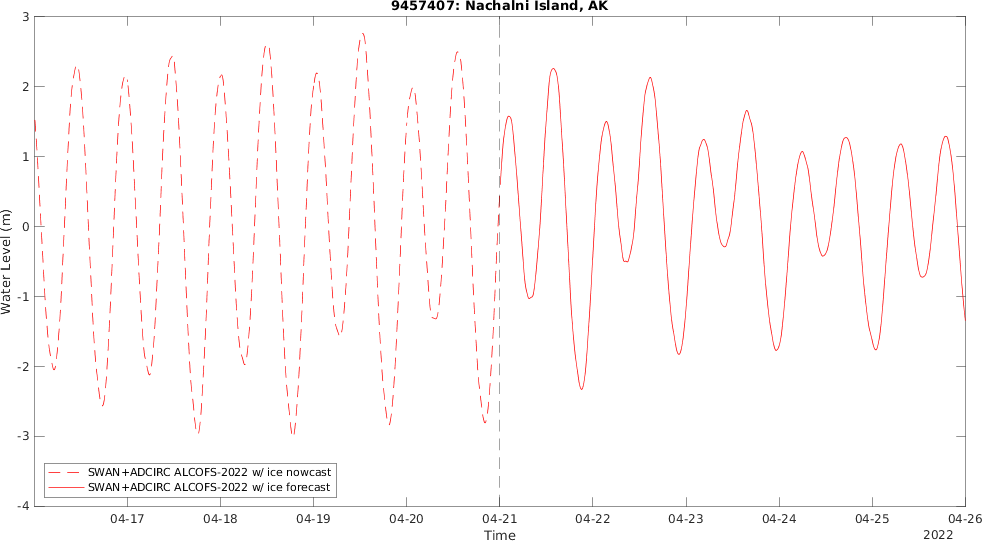 9457407: Nachalni Island, AK
3
2
1
0
-1
-2
-3
-4
Water Level (m)
SWAN+ADCIRC ALCOFS-2022 w/ ice nowcast
SWAN+ADCIRC ALCOFS-2022 w/ ice forecast
04-17 04-18 04-19 04-20 04-21 04-22 04-23 04-24 04-25 04-26
Time
2022